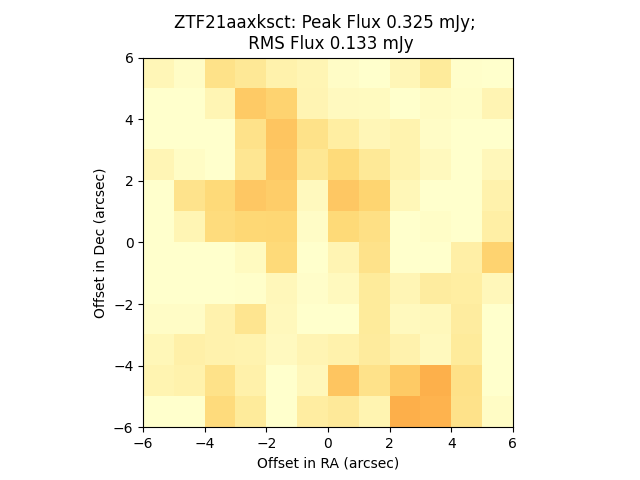 ZTF21aaxksct: Peak Flux 0.325 mJy;
RMS Flux 0.133 mJy
6
4
2
0
−2
−4
−6
Offset in Dec (arcsec)
−6 −4 −2 0 2 4 6
Offset in RA (arcsec)